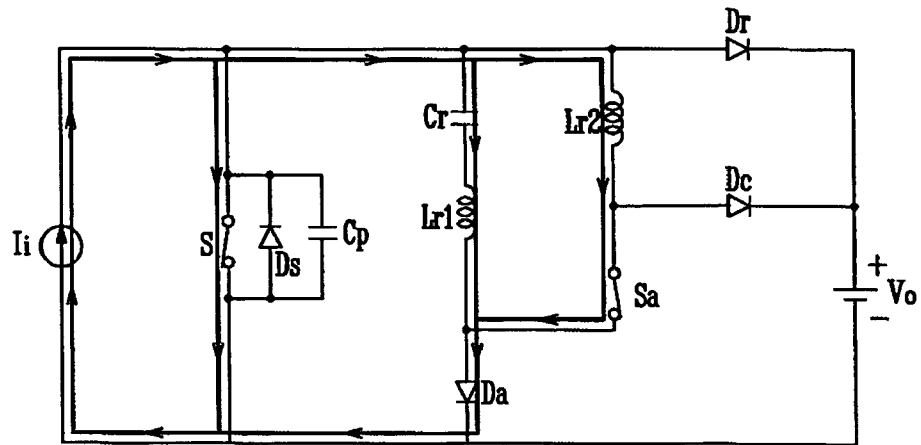 Dr
Cr
Lr2
Dc
Lr1
Ii
S
Ds
Cp
Sa
+
Vo
-
Da